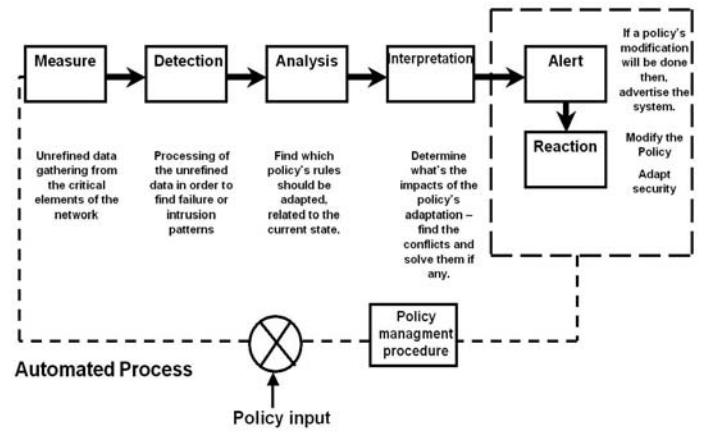 Measure
Detection
Analysis
Interpretation
Alert
Reaction
If a policy's
modification
will be done
then,
advertise the
system.
Modify the
Policy
Adapt
security
Unrefined data
gathering from
the critical
elements of the
network
Processing of
the unrefined
data in order to
find failure or
intrusion
patterns
Find which
policy's rules
should be
adapted,
related to the
current state.
Determine
what's the
impacts of the
policy's
adaptation –
find the
conflicts and
solve them if
any.
Policy
managment
procedure
Automated Process
Policy input